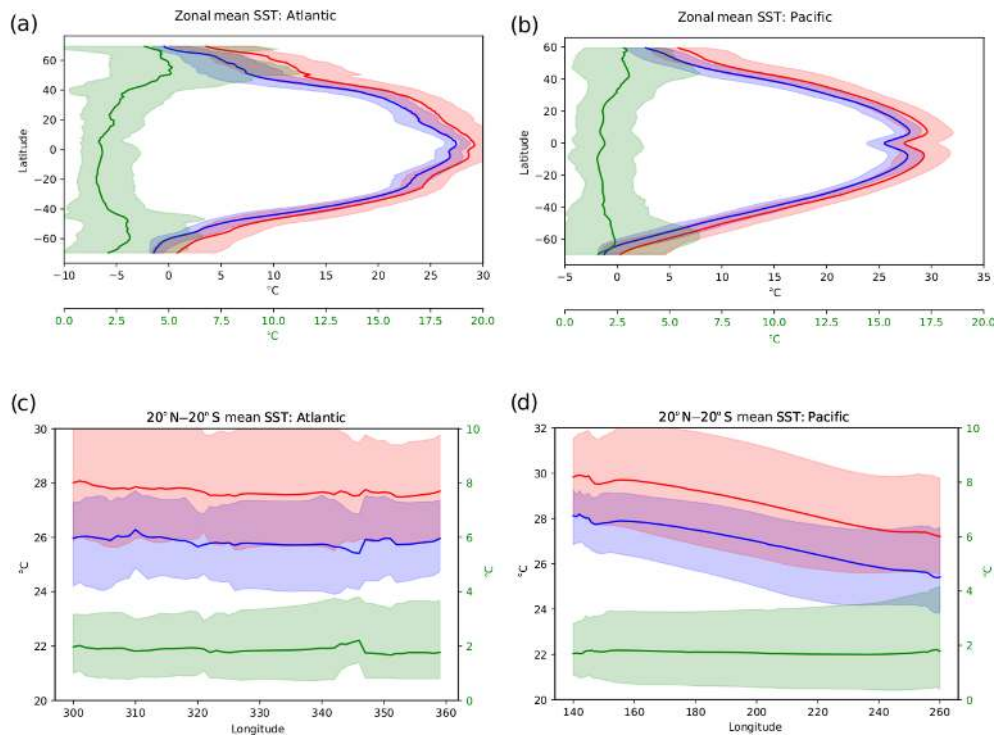 (a)
Zonal mean SST: Atlantic
60
40
20
0
−20
−40
−60
Latitude
−10 −5 0 5 10 15 20 25 30
°C
0.0 2.5 5.0 7.5 10.0 12.5 15.0 17.5 20.0
°C
(b)
Zonal mean SST: Pacific
60
40
20
0
−20
−40
−60
Latitude
−5 0 5 10 15 20 25 30 35
°C
0.0 2.5 5.0 7.5 10.0 12.5 15.0 17.5 20.0
°C
(c)
20°N−20°S mean SST: Atlantic
30
28
26
24
22
20
°C
10
8
6
4
2
0
°C
300 310 320 330 340 350 360
Longitude
(d)
20°N−20°S mean SST: Pacific
32
30
28
26
24
22
20
°C
10
8
6
4
2
0
°C
140 160 180 200 220 240 260
Longitude